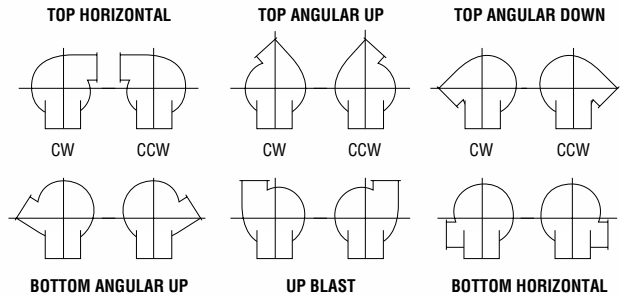 TOP HORIZONTAL TOP ANGULAR UP TOP ANGULAR DOWN
CW CCW CW CCW CW CCW
BOTTOM ANGULAR UP UP BLAST BOTTOM HORIZONTAL